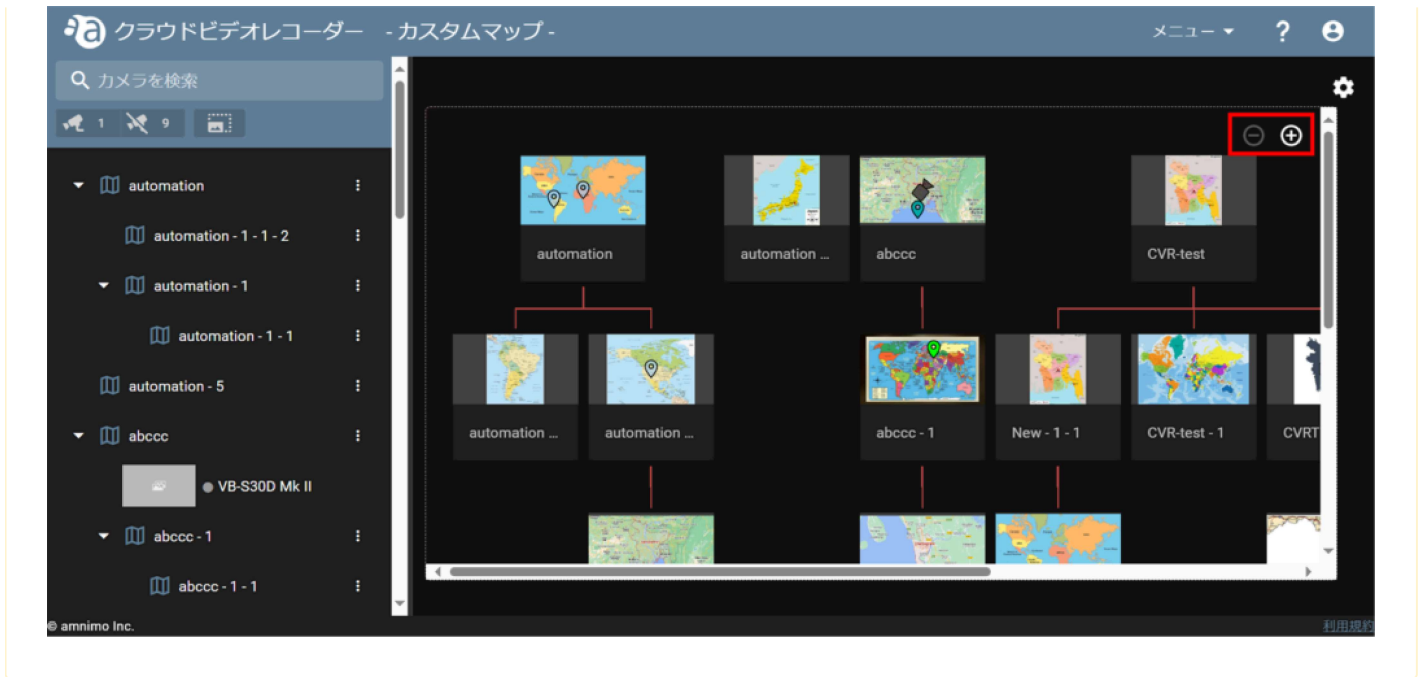 クラウドビデオレコーダー - カスタムマップ -
メニュー
?
カメラを検索
1 9
automation
automation - 1 - 1 - 2
automation - 1
automation - 1 - 1
automation - 5
abccc
VB-S30D Mk II
abccc - 1
abccc - 1 - 1
automation
automation ...
abccc
CVR-test
automation ...
automation ...
abccc - 1
New - 1 - 1
CVR-test - 1
CVRT
© amnimo Inc.
利用規約